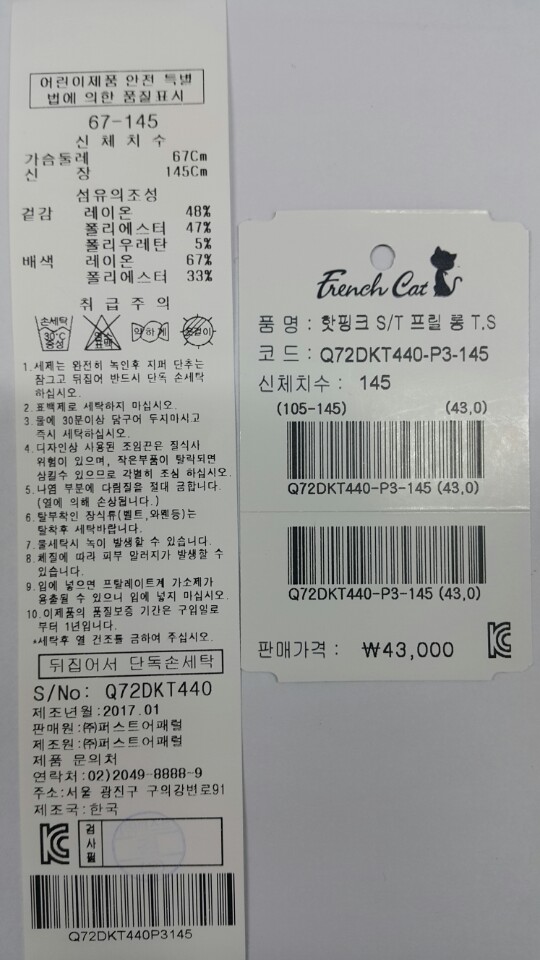 어린이제품 안전 특별
법에 의한 품질표시
67-145
신 체 치 수
가슴둘레 67Cm
신 장 145Cm
섬유의조성
겉감 레이온 48%
폴리에스터 47%
폴리우레탄 5%
배색 레이온 67%
폴리에스터 33%
취 급 주 의
손세탁 30℃ 중성 염소 표백 약하게 옷걸이
1.세제는 완전히 녹인후 지퍼 단추는
잠그고 뒤집어 반드시 단독 손세탁
하십시오.
2.표백제로 세탁하지 마십시오.
3.물에 30분이상 담구어 두지마시고
즉시 세탁하십시오.
4.디자인상 사용된 조임끈은 질식사
위험이 있으며, 작은부품이 탈락되면
삼킬수 있으므로 각별히 조심 하십시오.
5.나염 부분에 다림질을 절대 금합니다.
(열에 의해 손상됩니다.)
6.탈부착인 장식류(벨트,와펜등)는
탈착후 세탁바랍니다.
7.물세탁시 녹이 발생할 수 있습니다.
8.체질에 따라 피부 알러지가 발생할 수
있습니다.
9.입에 넣으면 프탈레이트계 가소제가
용출될 수 있으니 입에 넣지 마십시오.
10.이제품의 품질보증 기간은 구입일로
부터 1년입니다.
*세탁후 열 건조를 금하여 주십시오.
뒤집어서 단독손세탁
S/No: Q72DKT440
제조년월:2017.01
판매원:㈜퍼스트어패럴
제조원:㈜퍼스트어패럴
제품 문의처
연락처:02)2049-8888-9
주소:서울 광진구 구의강변로91
제조국:한국
검사필
Q72DKT440P3145
French Cat
품 명 : 핫핑크 S/T 프릴 롱 T.S
코 드 : Q72DKT440-P3-145
신체치수 : 145
(105-145) (43,0)
Q72DKT440-P3-145 (43,0)
Q72DKT440-P3-145 (43,0)
판매가격 : ₩43,000